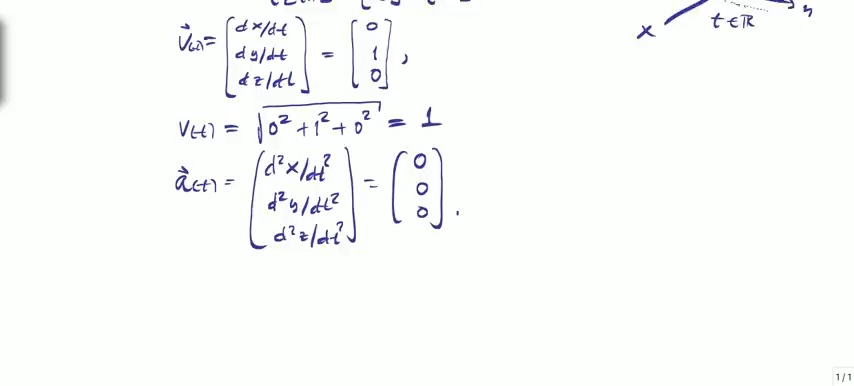 x
y
t∈ℝ
v⃗(t) = [dx/dt dy/dt dz/dt] = [0 1 0],
v(t) = √(0² + 1² + 0²) = 1
a⃗(t) = [d²x/dt² d²y/dt² d²z/dt²] = [0 0 0].
1/1